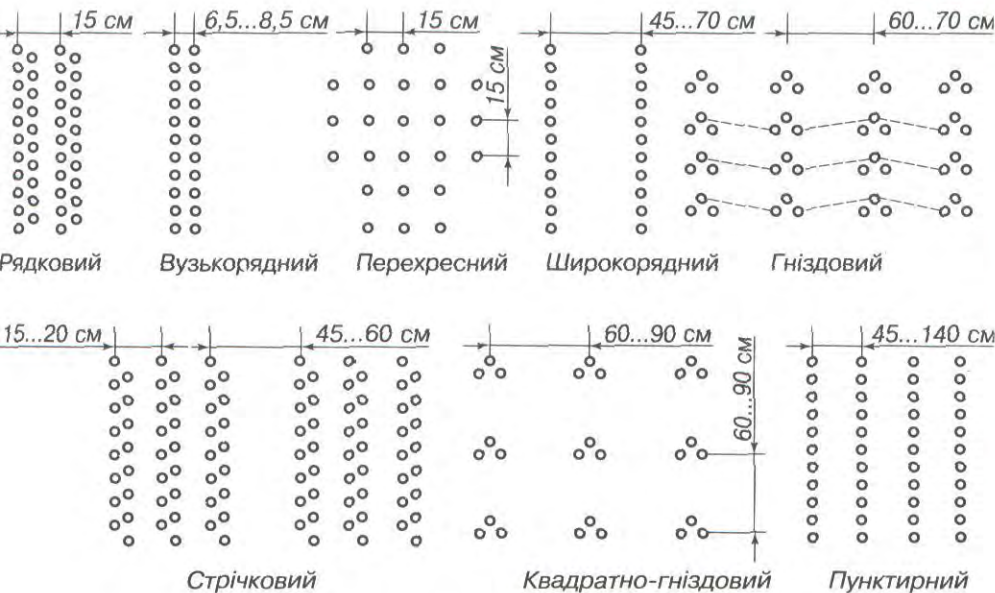 15 см 6,5...8,5 см 15 см 45...70 см 60...70 см
15 см
Рядковий Вузькорядний Перехресний Широкорядний Гніздовий
15...20 см 45...60 см 60...90 см 45...140 см
60...90 см
Стрічковий Квадратно-гніздовий Пунктирний